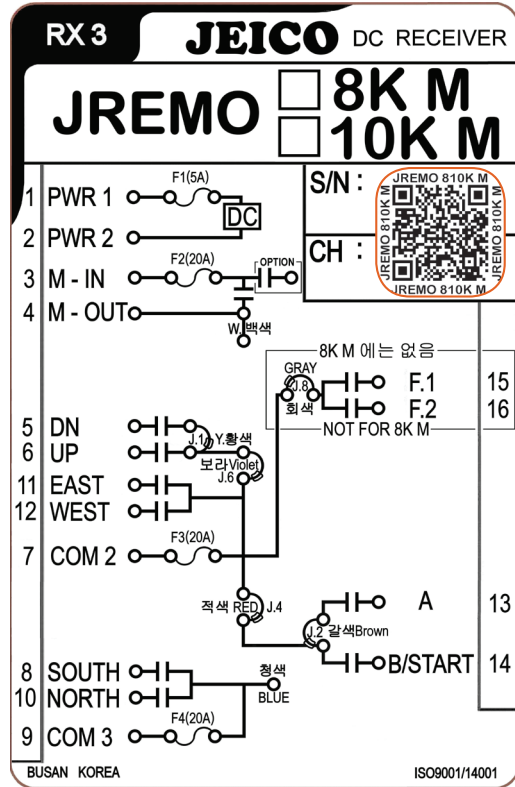 RX 3
JEICO DC RECEIVER
JREMO
8K M
10K M
S/N :
JREMO 810K M
JREMO 810K M
JREMO 810K M
JREMO 810K M
CH :
F1(5A)
1 PWR 1
DC
2 PWR 2
F2(20A)
OPTION
3 M - IN
4 M - OUT
W. 백색
8K M 에는 없음
GRAY
J.8
회색
F.1 15
F.2 16
NOT FOR 8K M
5 DN
J.1 Y.황색
6 UP
보라Violet
J.6
11 EAST
12 WEST
F3(20A)
7 COM 2
적색 RED J.4
A 13
J.2 갈색Brown
B/START 14
8 SOUTH
청색
BLUE
10 NORTH
F4(20A)
9 COM 3
BUSAN KOREA
ISO9001/14001